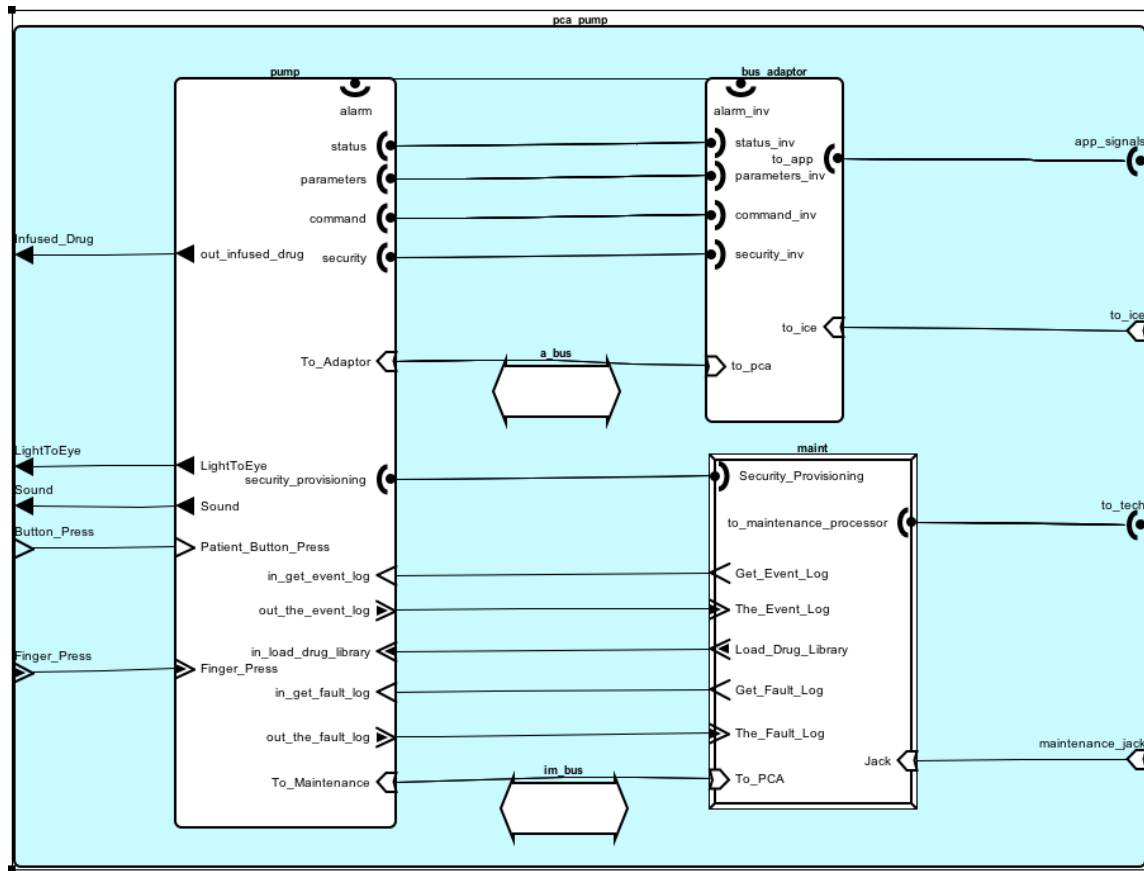 pca_pump
pump
bus_adaptor
alarm
alarm_inv
status
status_inv
to_app
app_signals
parameters
parameters_inv
command
command_inv
Infused_Drug
out_infused_drug
security
security_inv
to_ice
to_ice
To_Adaptor
a_bus
to_pca
maint
LightToEye
LightToEye
security_provisioning
Security_Provisioning
Sound
Sound
to_maintenance_processor
to_tech
Button_Press
Patient_Button_Press
in_get_event_log
Get_Event_Log
out_the_event_log
The_Event_Log
in_load_drug_library
Load_Drug_Library
Finger_Press
Finger_Press
in_get_fault_log
Get_Fault_Log
out_the_fault_log
The_Fault_Log
maintenance_jack
Jack
To_Maintenance
im_bus
To_PCA